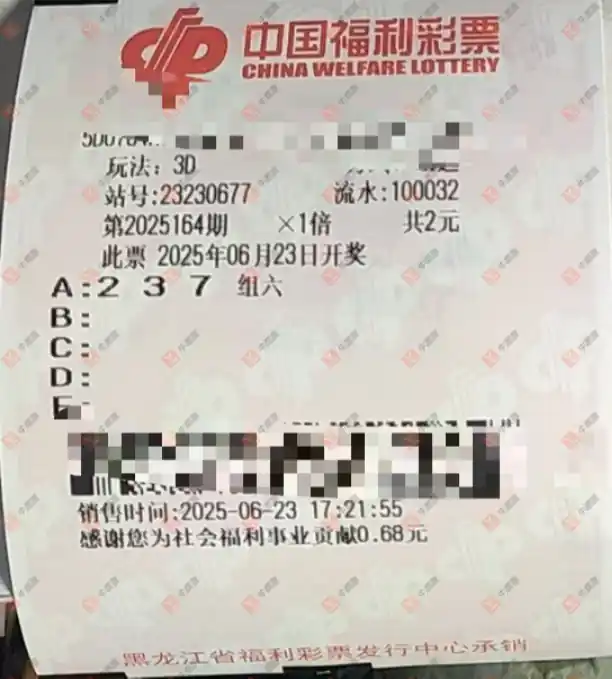 中国福利彩票
CHINA WELFARE LOTTERY
玩法：3D
站号:23230677 流水:100032
第2025164期 ×1倍 共2元
此票 2025年06月23日开奖
A:2 3 7 组六
B:
C:
D:
E:
销售时间:2025-06-23 17:21:55
感谢您为社会福利事业贡献0.68元
黑龙江省福利彩票发行中心承销